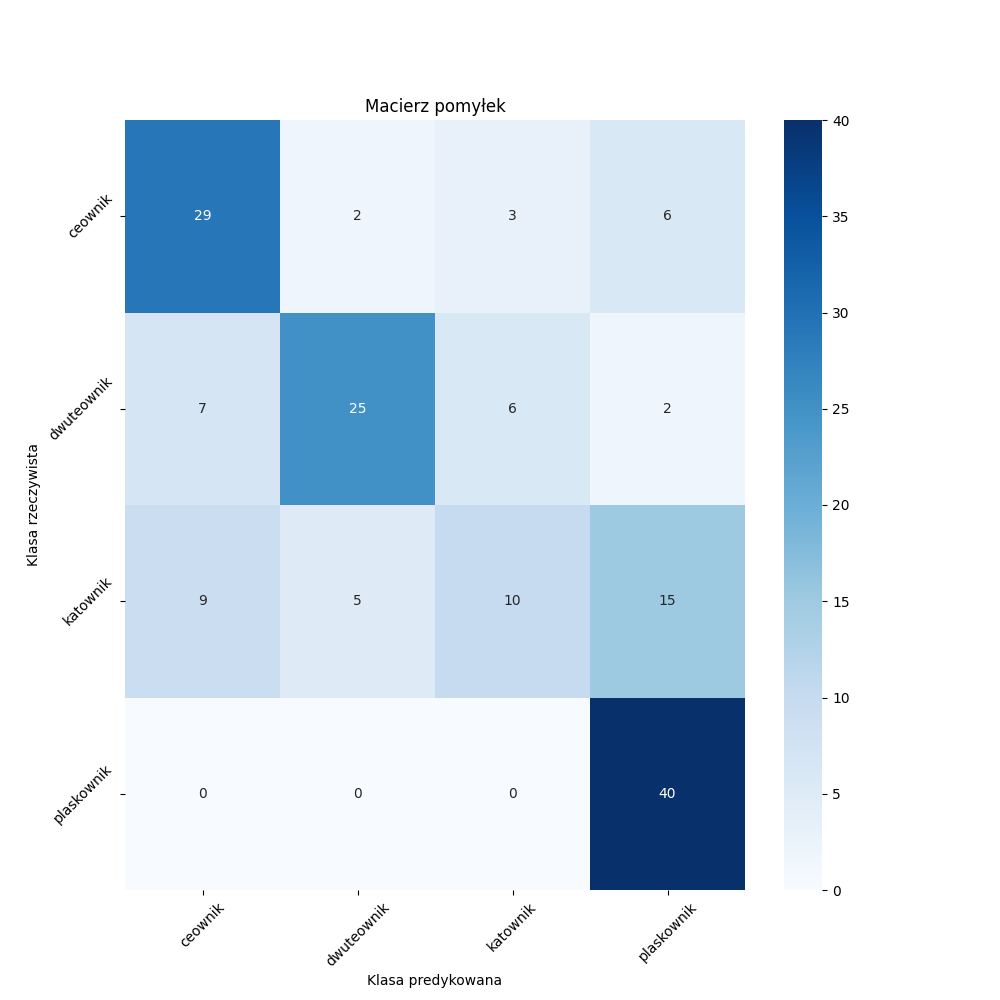 Macierz pomyłek
40
ceownik 29 2 3 6
35
30
dwuteownik 7 25 6 2
25
20
Klasa rzeczywista
katownik 9 5 10 15
15
10
plaskownik 0 0 0 40
5
0
ceownik dwuteownik katownik plaskownik
Klasa predykowana